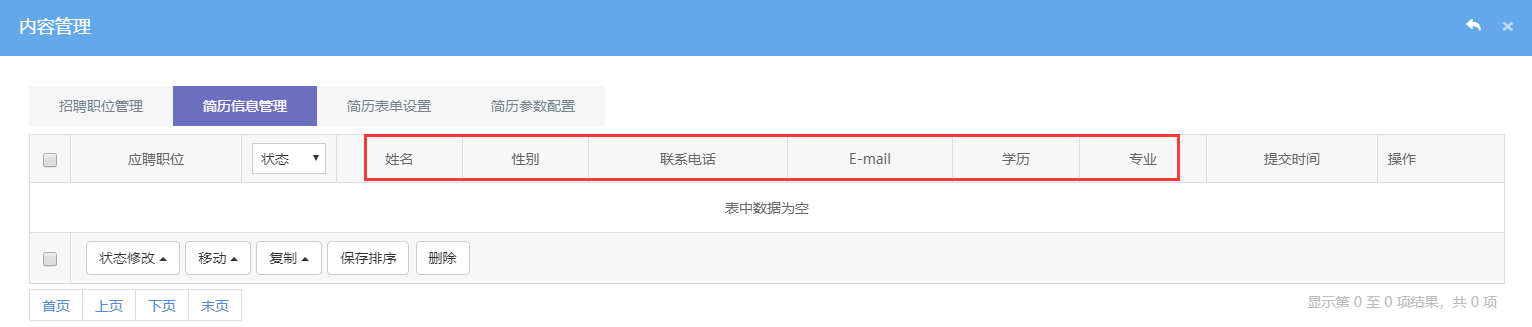 内容管理
招聘职位管理 简历信息管理 简历表单设置 简历参数配置
应聘职位 状态 姓名 性别 联系电话 E-mail 学历 专业 提交时间 操作
表中数据为空
状态修改 移动 复制 保存排序 删除
首页 上页 下页 末页 显示第 0 至 0 项结果，共 0 项